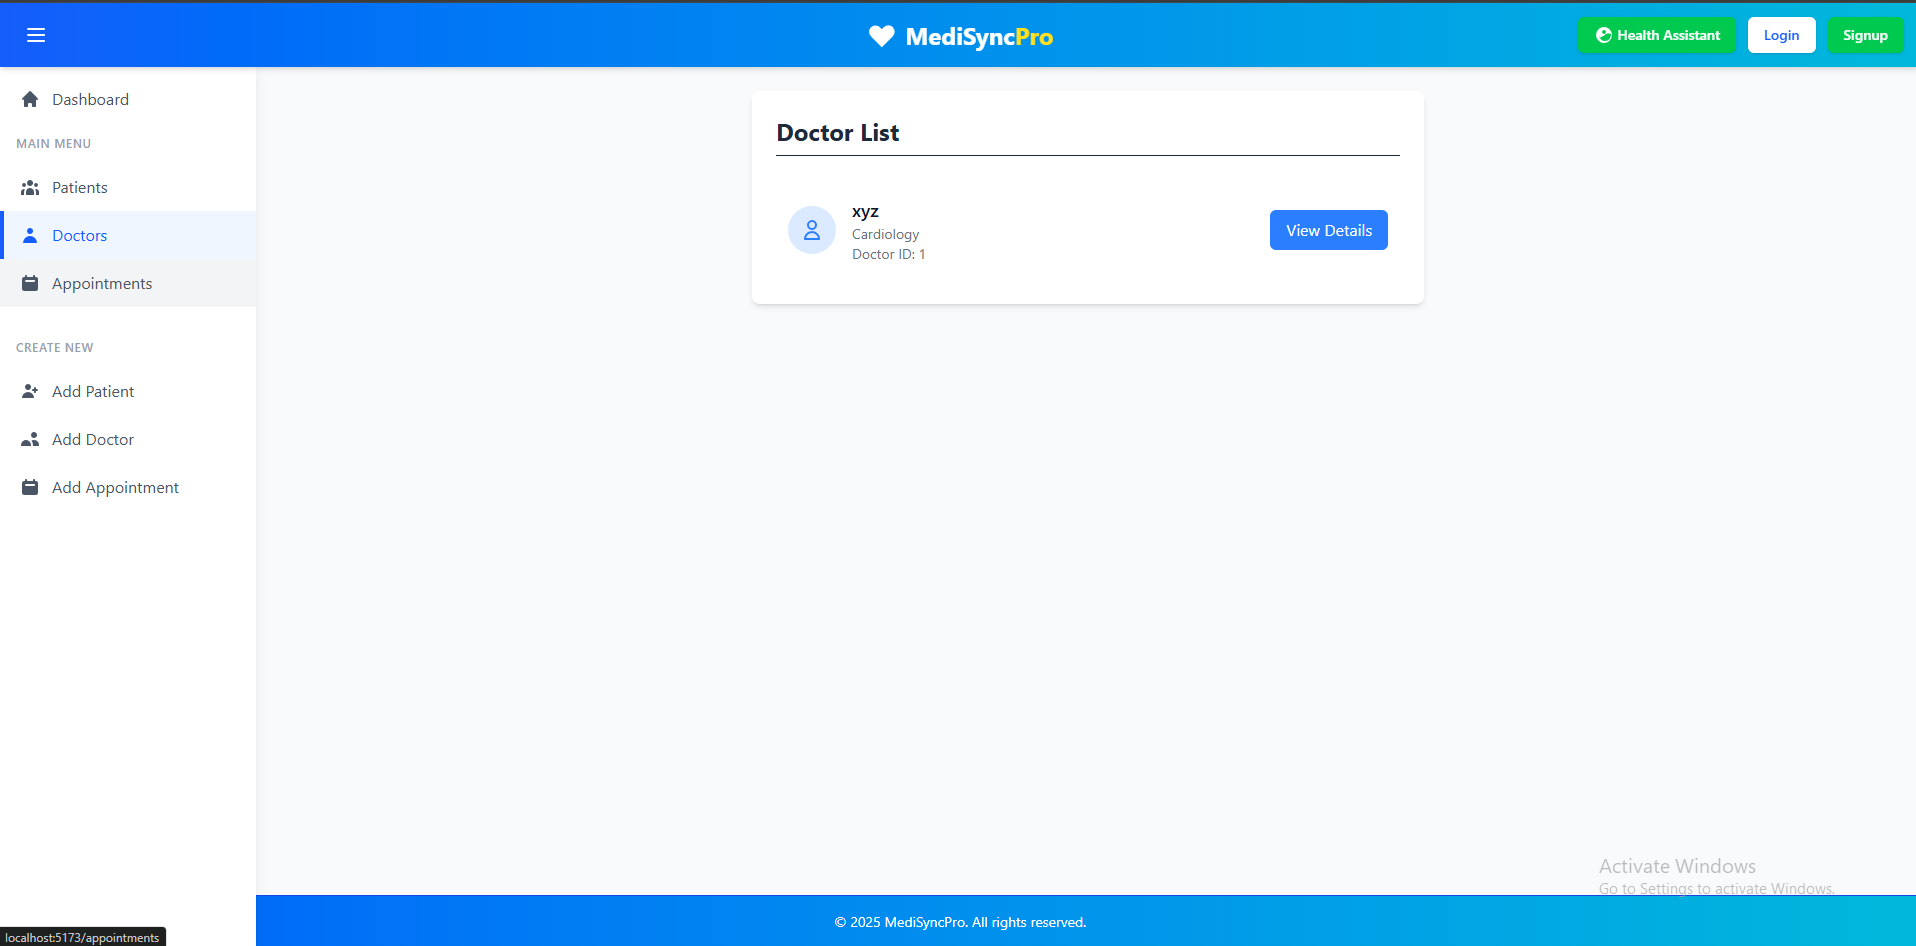 MediSyncPro
Health Assistant
Login
Signup
Dashboard
MAIN MENU
Patients
Doctors
Appointments
CREATE NEW
Add Patient
Add Doctor
Add Appointment
Doctor List
xyz
Cardiology
Doctor ID: 1
View Details
Activate Windows
Go to Settings to activate Windows.
© 2025 MediSyncPro. All rights reserved.
localhost:5173/appointments